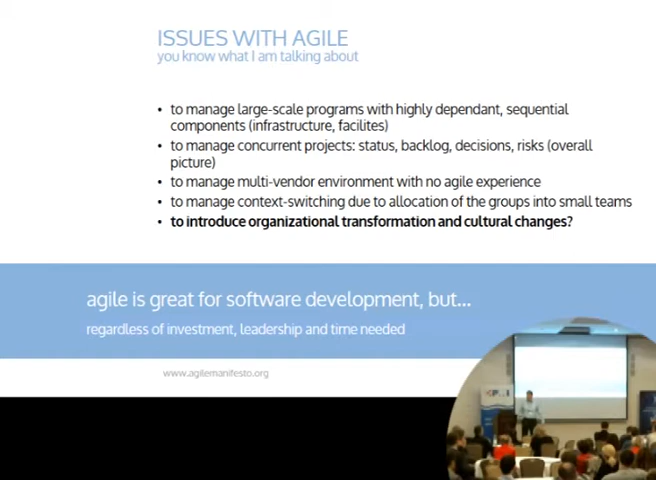 ISSUES WITH AGILE
you know what I am talking about
• to manage large-scale programs with highly dependant, sequential
components (infrastructure, facilites)
• to manage concurrent projects: status, backlog, decisions, risks (overall
picture)
• to manage multi-vendor environment with no agile experience
• to manage context-switching due to allocation of the groups into small teams
• to introduce organizational transformation and cultural changes?
agile is great for software development, but...
regardless of investment, leadership and time needed
www.agilemanifesto.org